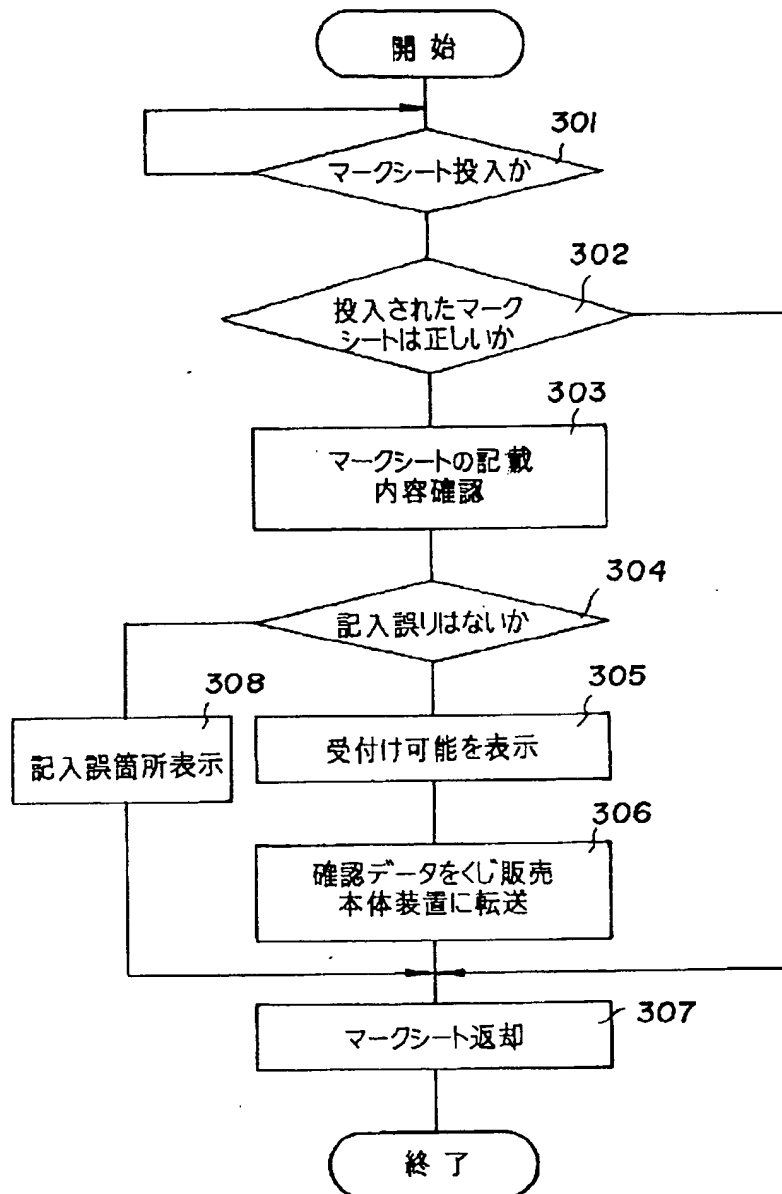 開始
301
マークシート投入か
302
投入されたマーク
シートは正しいか
303
マークシートの記載
内容確認
304
記入誤りはないか
308
記入誤箇所表示
305
受付け可能を表示
306
確認データをくじ販売
本体装置に転送
307
マークシート返却
終了